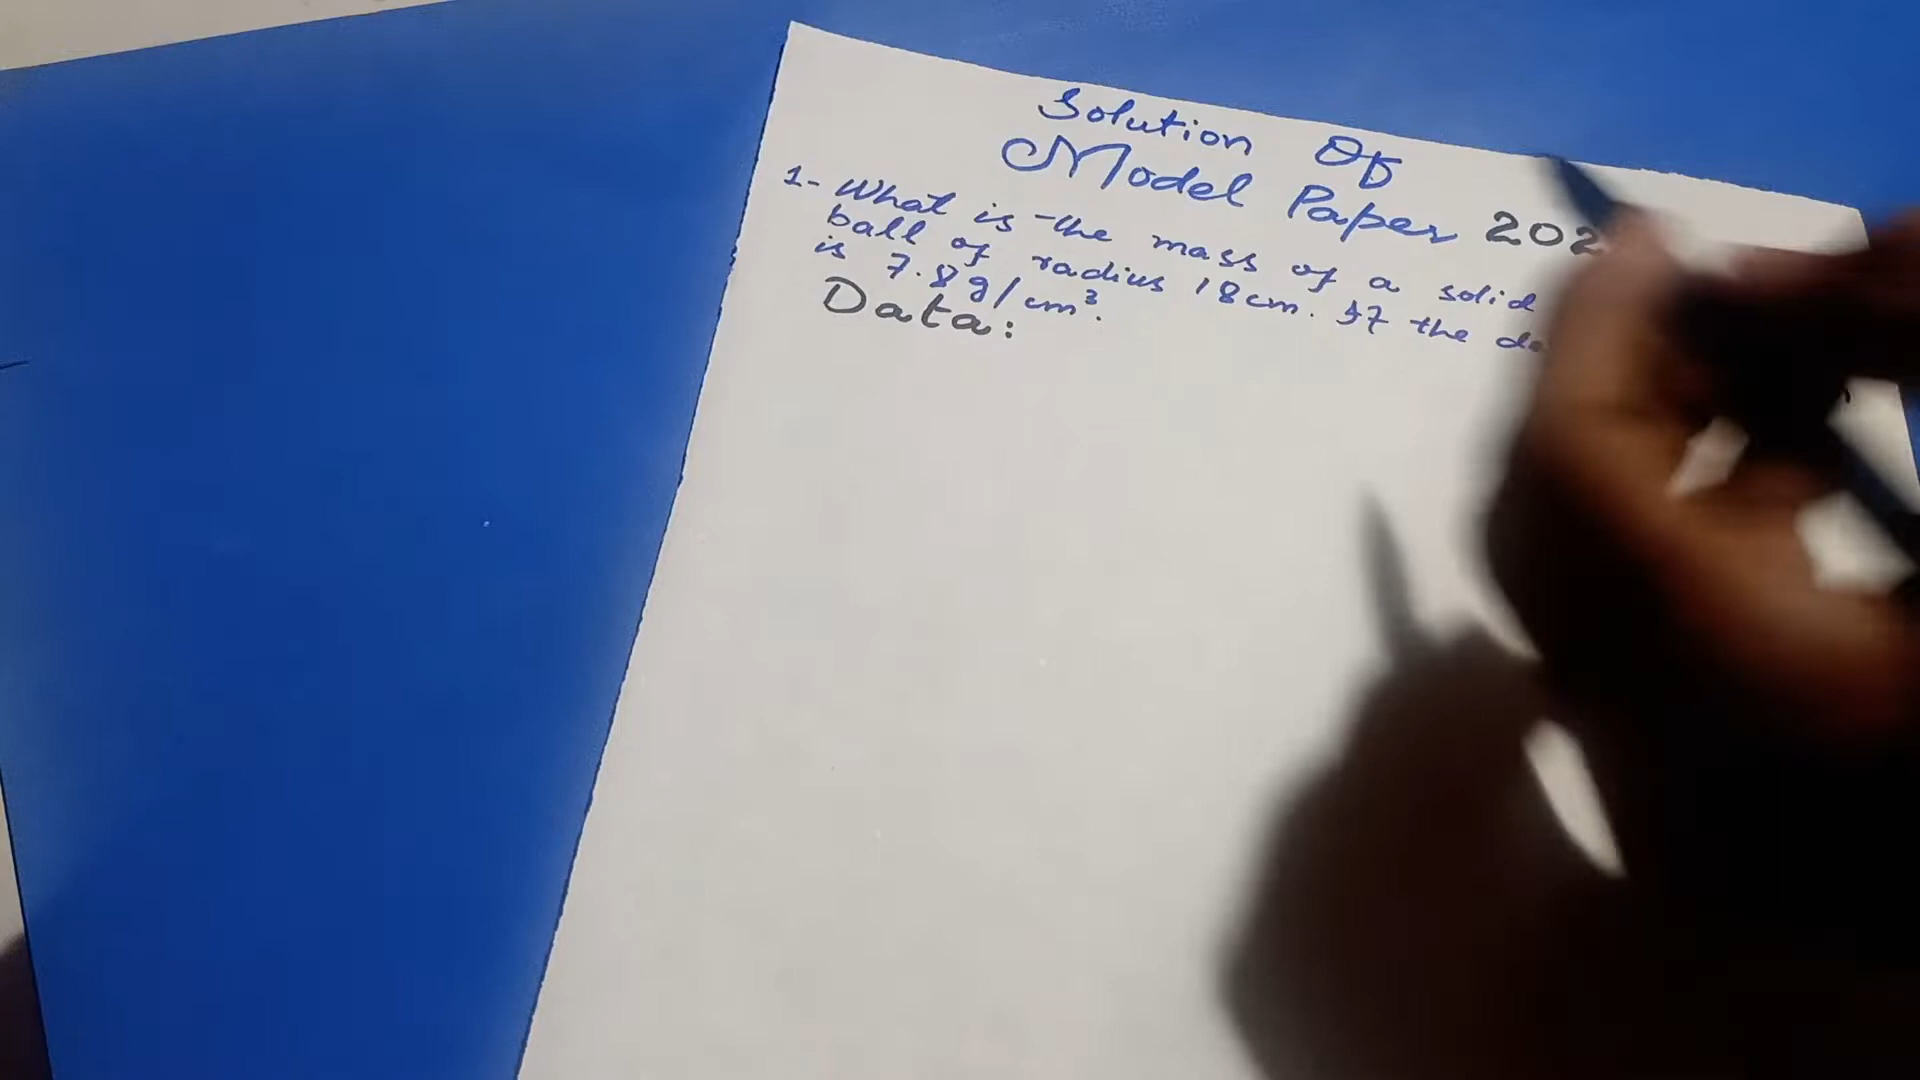 Solution Of
Model Paper 202
1- What is the mass of a solid
ball of radius 18cm. If the
is 7.8g/cm³.
Data: